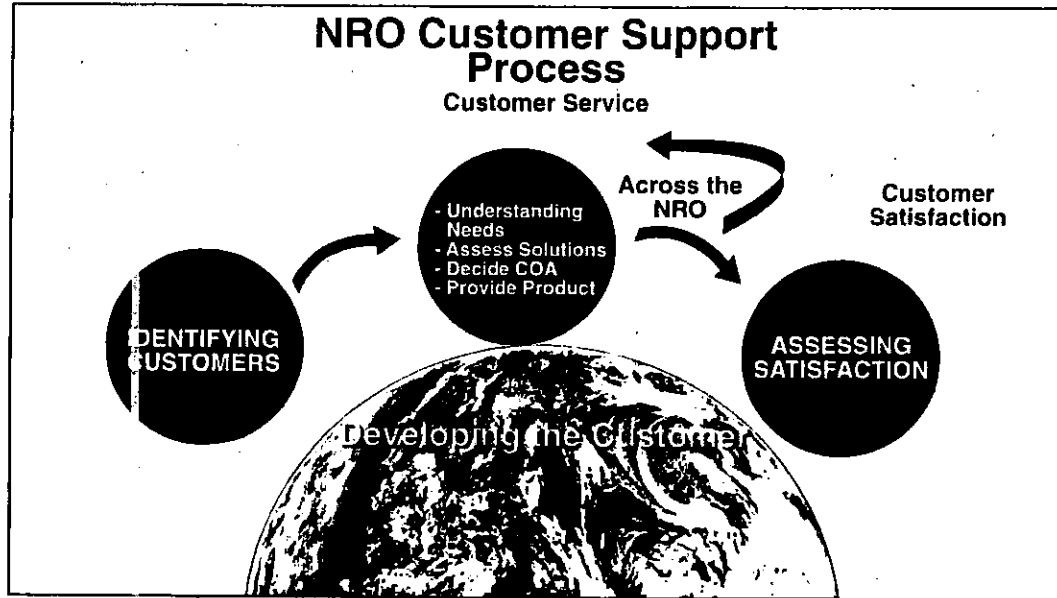 NRO Customer Support
Process
Customer Service
Across the
NRO
Customer
Satisfaction
- Understanding
Needs
- Assess Solutions
- Decide COA
- Provide Product
IDENTIFYING
CUSTOMERS
ASSESSING
SATISFACTION
Developing the Customer